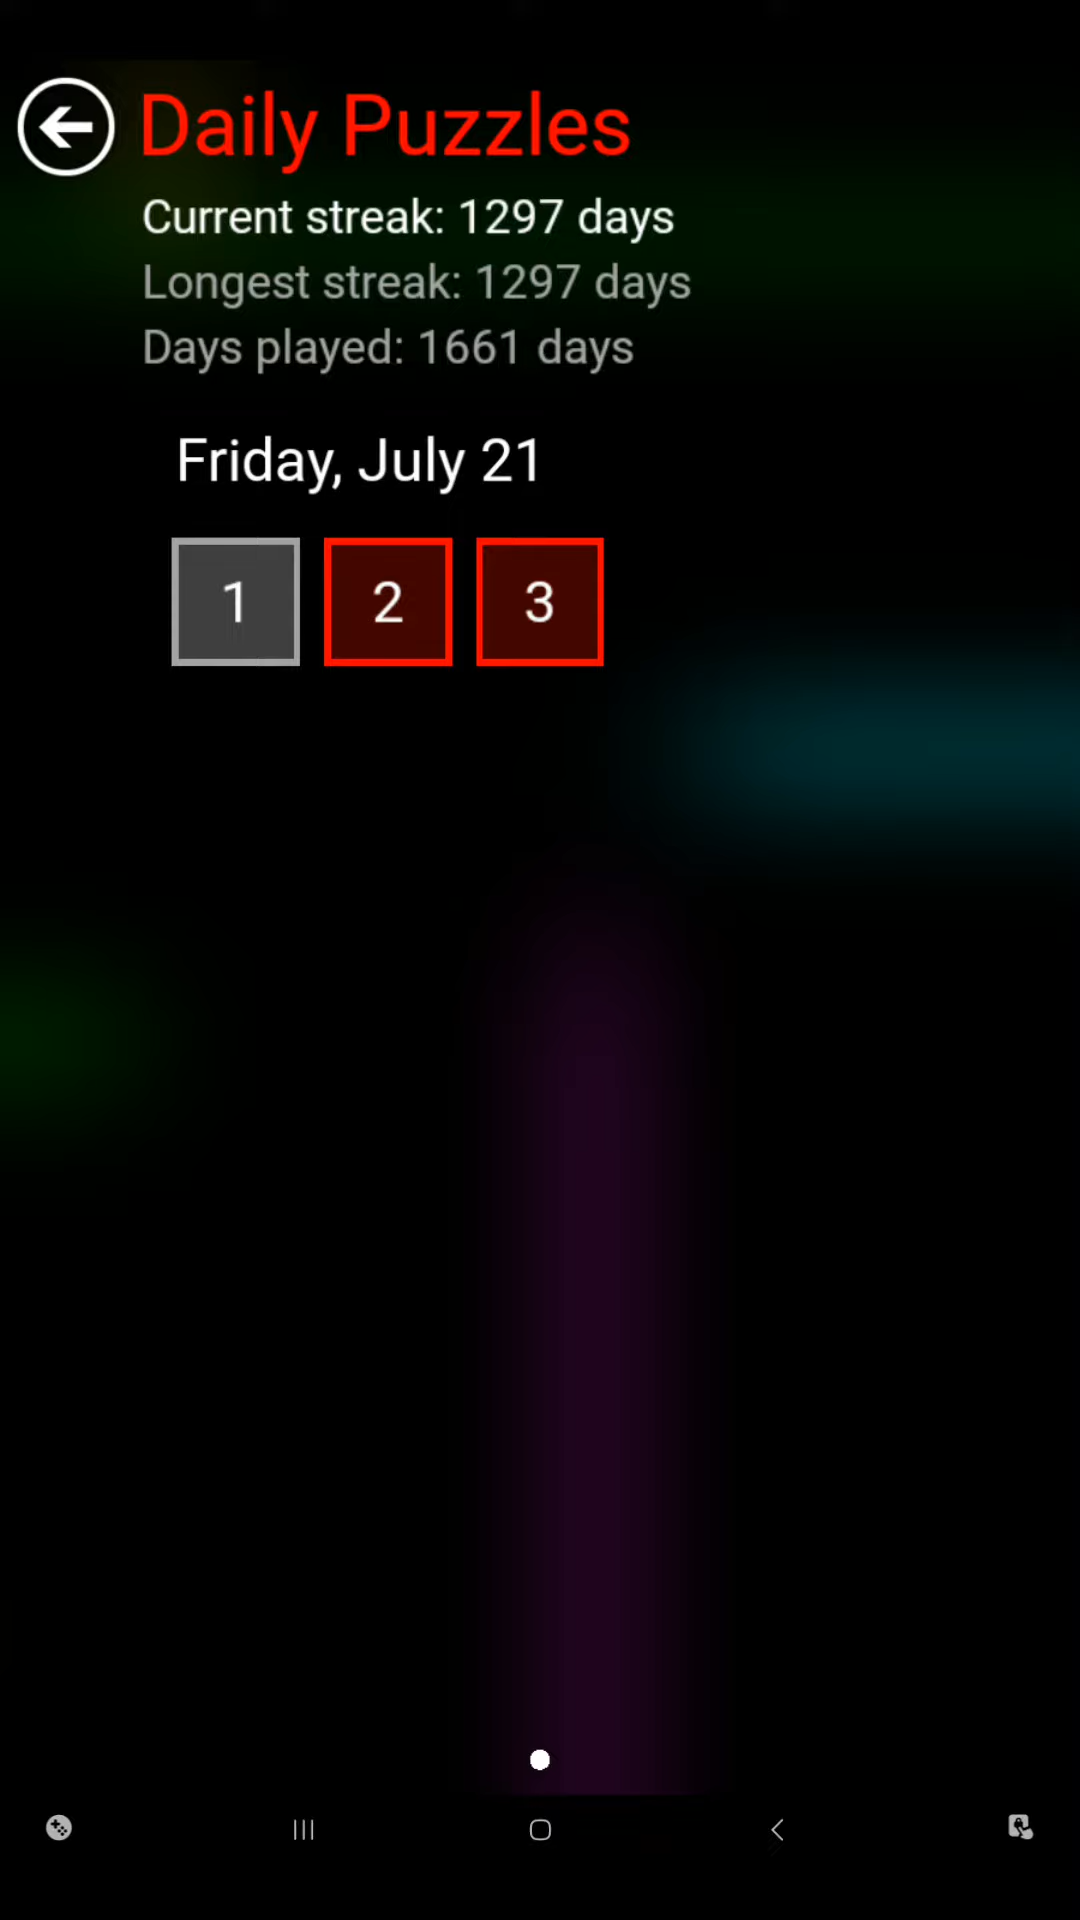 Daily Puzzles
Current streak: 1297 days
Longest streak: 1297 days
Days played: 1661 days
Friday, July 21
1 2 3